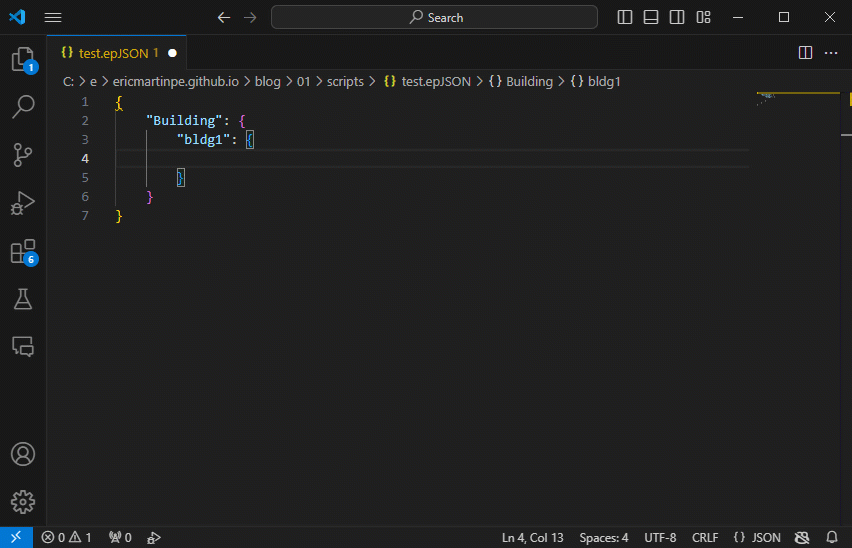 Search
test.epJSON 1
C: > e > ericmartinpe.github.io > blog > 01 > scripts > {} test.epJSON > {} Building > {} bldg1
1 {
2 "Building": {
3 "bldg1": {
4
5 }
6 }
7 }
1
6
0 1 0
Ln 4, Col 13 Spaces: 4 UTF-8 CRLF {} JSON